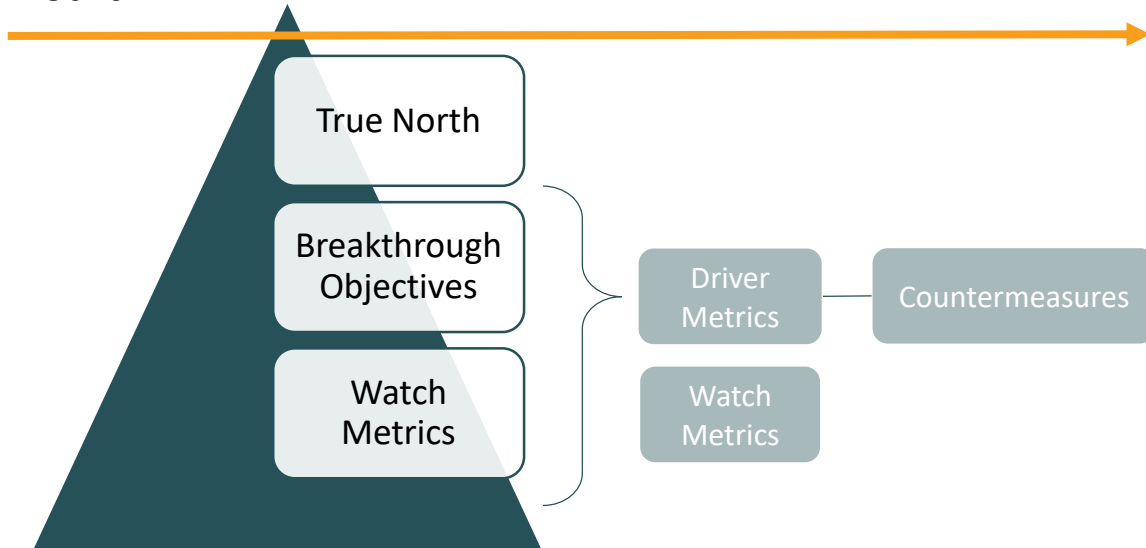 True North
Breakthrough
Objectives
Watch
Metrics
Driver
Metrics
Countermeasures
Watch
Metrics